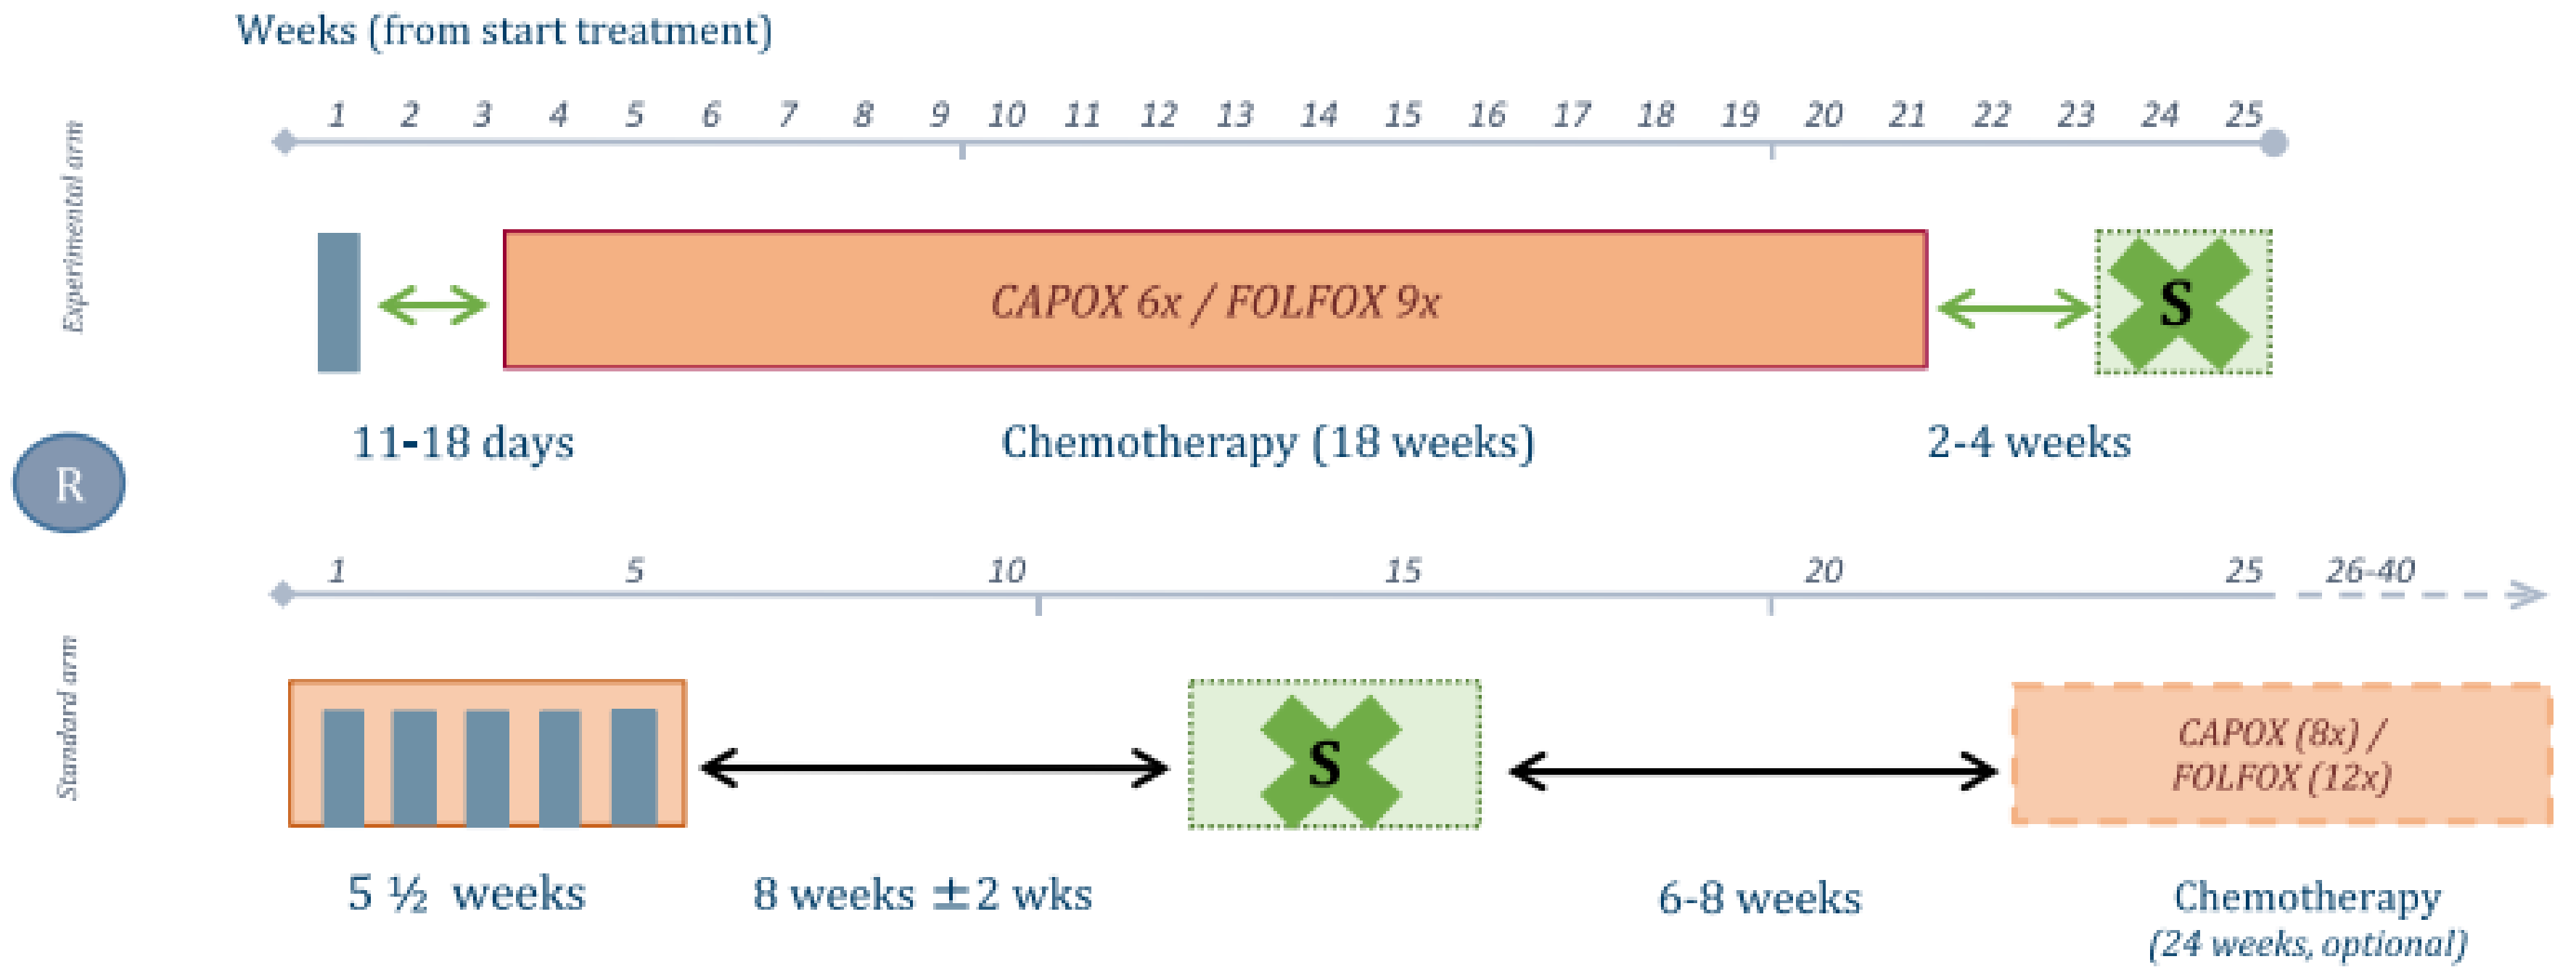 Weeks (from start treatment)
1 2 3 4 5 6 7 8 9 10 11 12 13 14 15 16 17 18 19 20 21 22 23 24 25
Experimental arm
CAPOX 6x / FOLFOX 9x
S
11-18 days
Chemotherapy (18 weeks)
2-4 weeks
R
1 5 10 15 20 25 26-40
Standard arm
S
CAPOX (8x) /
FOLFOX (12x)
5 ½ weeks
8 weeks ±2 wks
6-8 weeks
Chemotherapy
(24 weeks, optional)